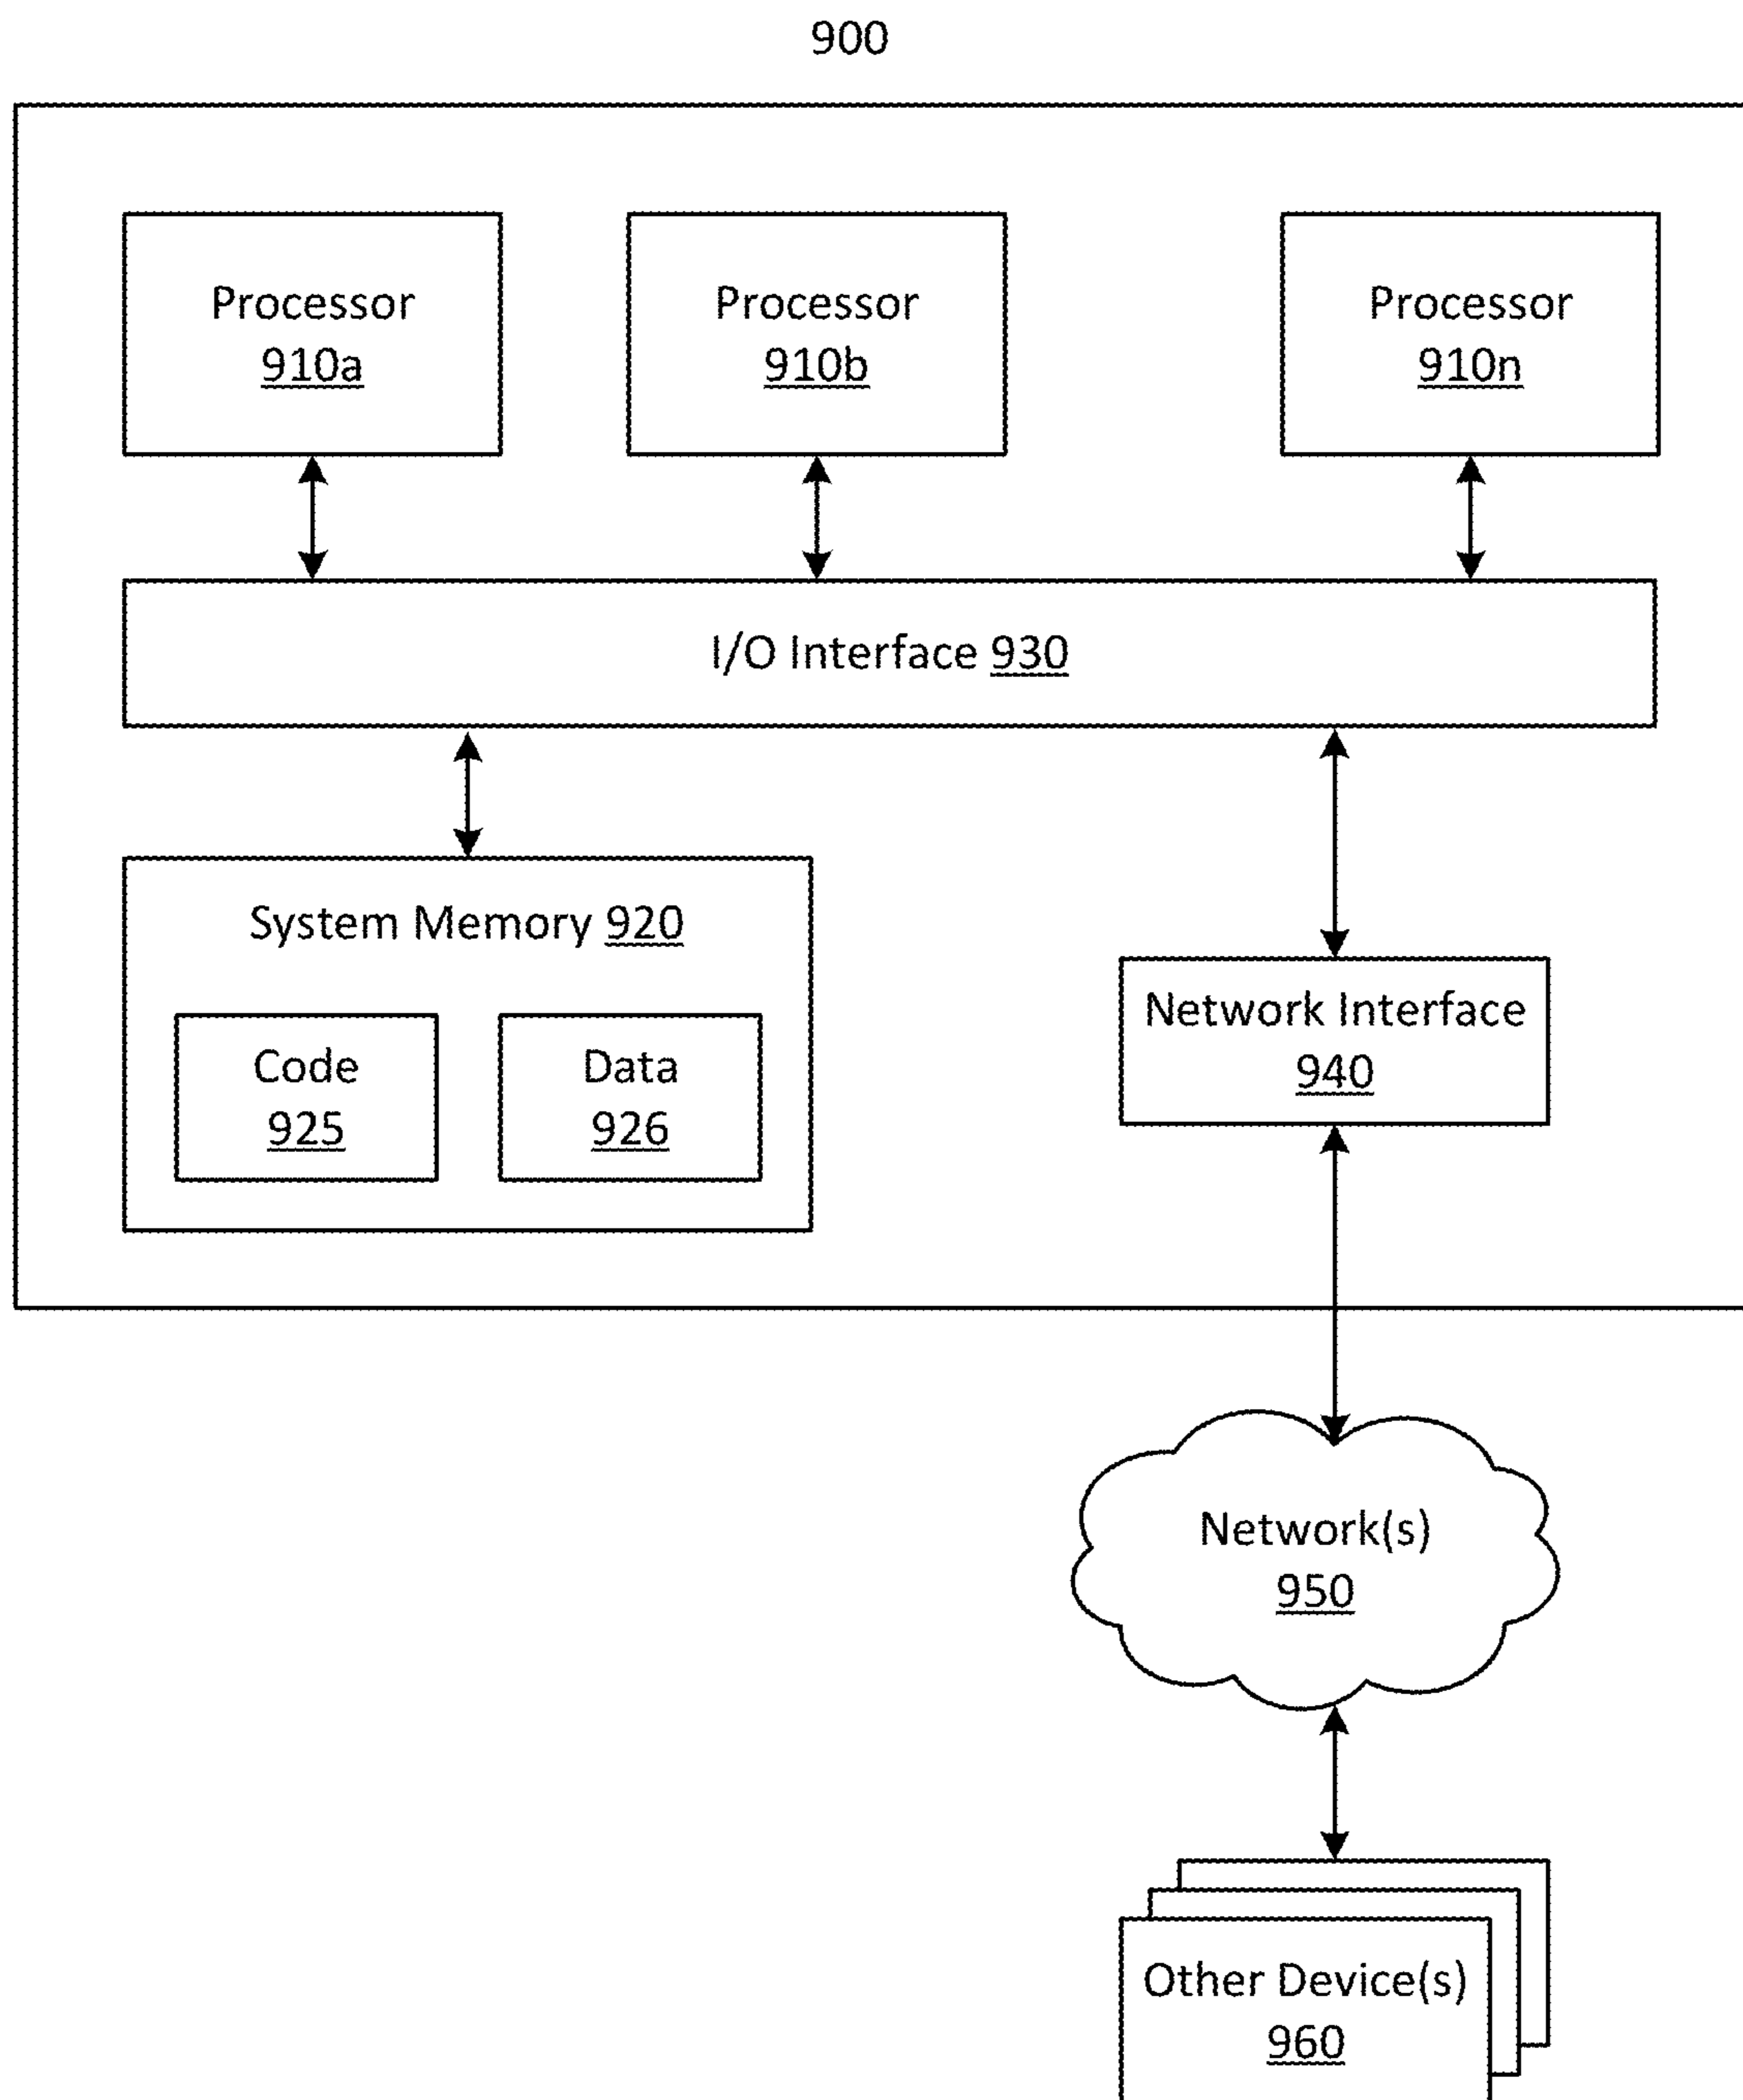 900
Processor
910a
Processor
910b
Processor
910n
I/O Interface 930
System Memory 920
Code
925
Data
926
Network Interface
940
Network(s)
950
Other Device(s)
960